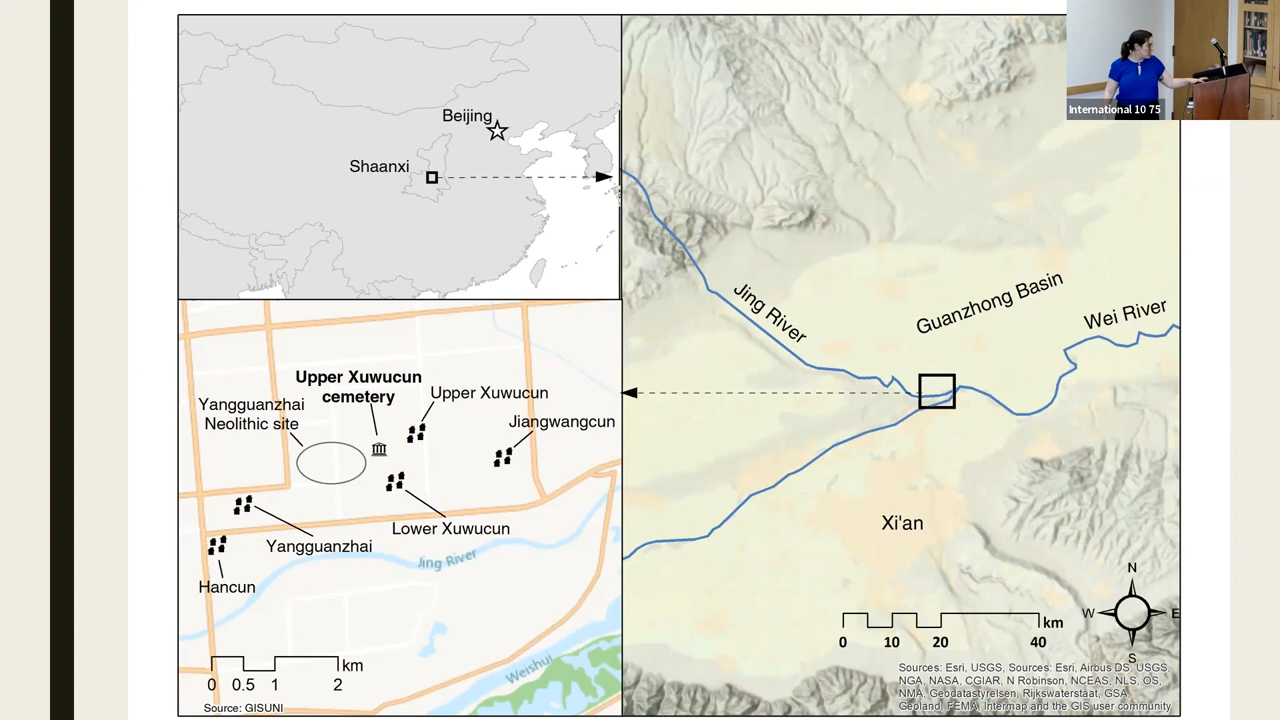 Beijing
Shaanxi
Upper Xuwucun
cemetery
Yangguanzhai
Neolithic site
Upper Xuwucun
Jiangwangcun
Lower Xuwucun
Yangguanzhai
Hancun
Jing River
Weishui
km
0 0.5 1 2
Source: GISUNI
Jing River
Guanzhong Basin
Wei River
Xi'an
km
0 10 20 40
N
W
E
S
Sources: Esri, USGS, Sources: Esri, Airbus DS, USGS,
NGA, NASA, CGIAR, N Robinson, NCEAS, NLS, OS,
NMA, Geodatastyrelsen, Rijkswaterstaat, GSA,
Geoland, FEMA, Intermap and the GIS user community
International 10 75